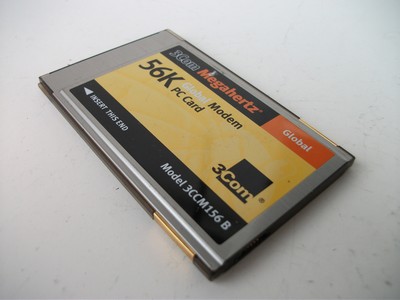 3Com Megahertz
56K Global Modem
PC Card
Global
INSERT THIS END
3Com
Model 3CCM156 B